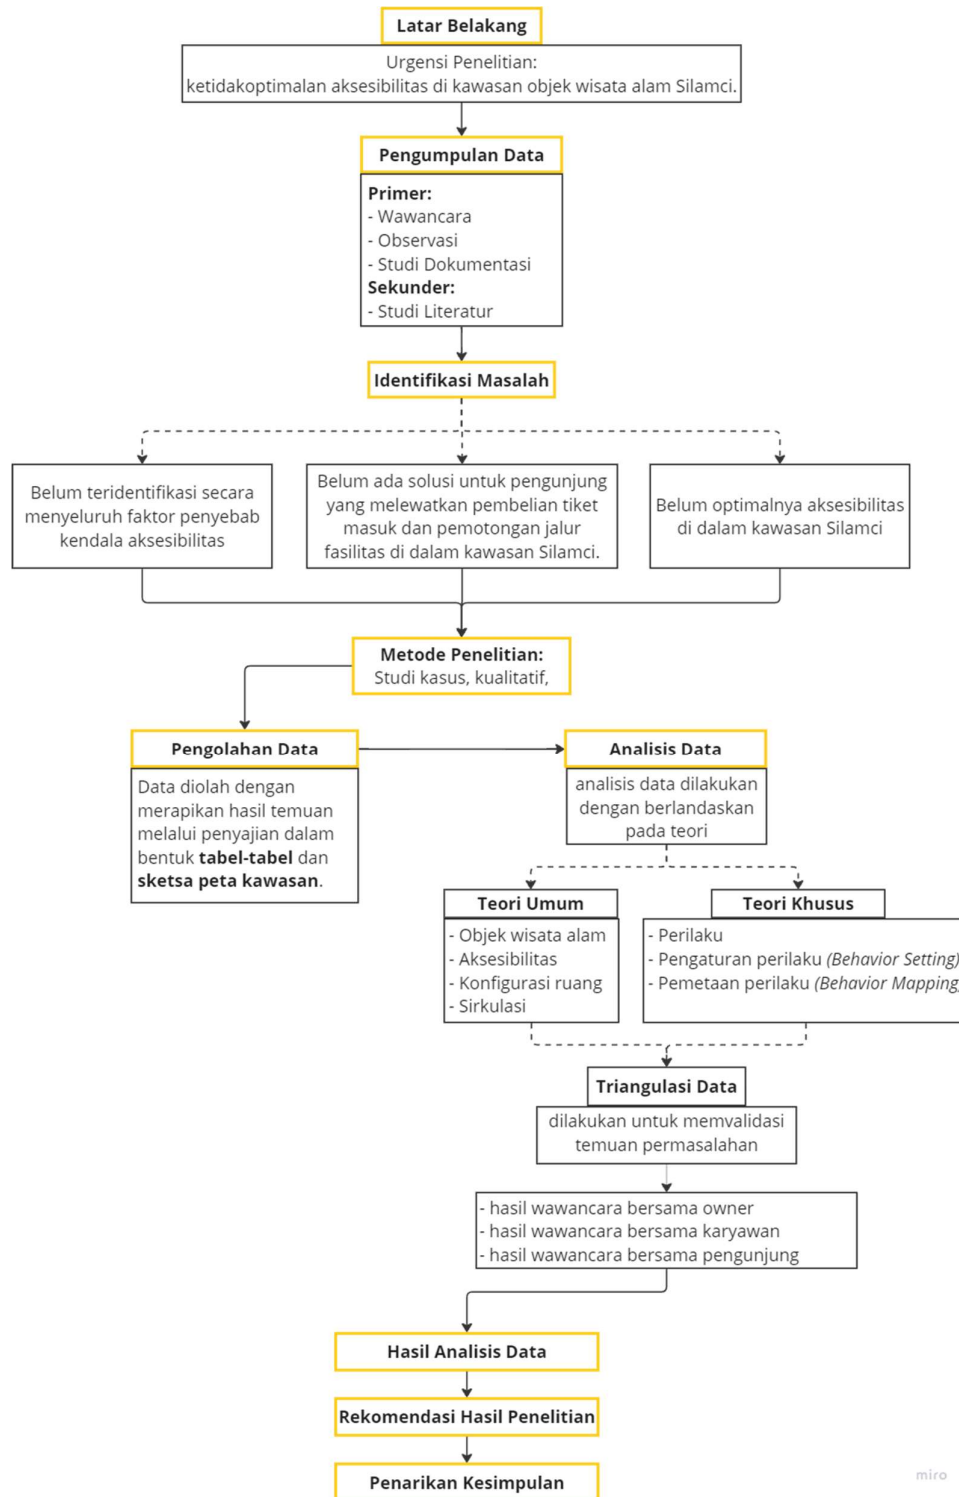 Latar Belakang
Urgensi Penelitian:
ketidakoptimalan aksesibilitas di kawasan objek wisata alam Silamci.
Pengumpulan Data
Primer:
- Wawancara
- Observasi
- Studi Dokumentasi
Sekunder:
- Studi Literatur
Identifikasi Masalah
Belum teridentifikasi secara
menyeluruh faktor penyebab
kendala aksesibilitas
Belum ada solusi untuk pengunjung
yang melewatkan pembelian tiket
masuk dan pemotongan jalur
fasilitas di dalam kawasan Silamci.
Belum optimalnya aksesibilitas
di dalam kawasan Silamci
Metode Penelitian:
Studi kasus, kualitatif,
Pengolahan Data
Data diolah dengan
merapikan hasil temuan
melalui penyajian dalam
bentuk tabel-tabel dan
sketsa peta kawasan.
Analisis Data
analisis data dilakukan
dengan berlandaskan
pada teori
Teori Umum
- Objek wisata alam
- Aksesibilitas
- Konfigurasi ruang
- Sirkulasi
Teori Khusus
- Perilaku
- Pengaturan perilaku (Behavior Setting)
- Pemetaan perilaku (Behavior Mapping)
Triangulasi Data
dilakukan untuk memvalidasi
temuan permasalahan
- hasil wawancara bersama owner
- hasil wawancara bersama karyawan
- hasil wawancara bersama pengunjung
Hasil Analisis Data
Rekomendasi Hasil Penelitian
Penarikan Kesimpulan
miro